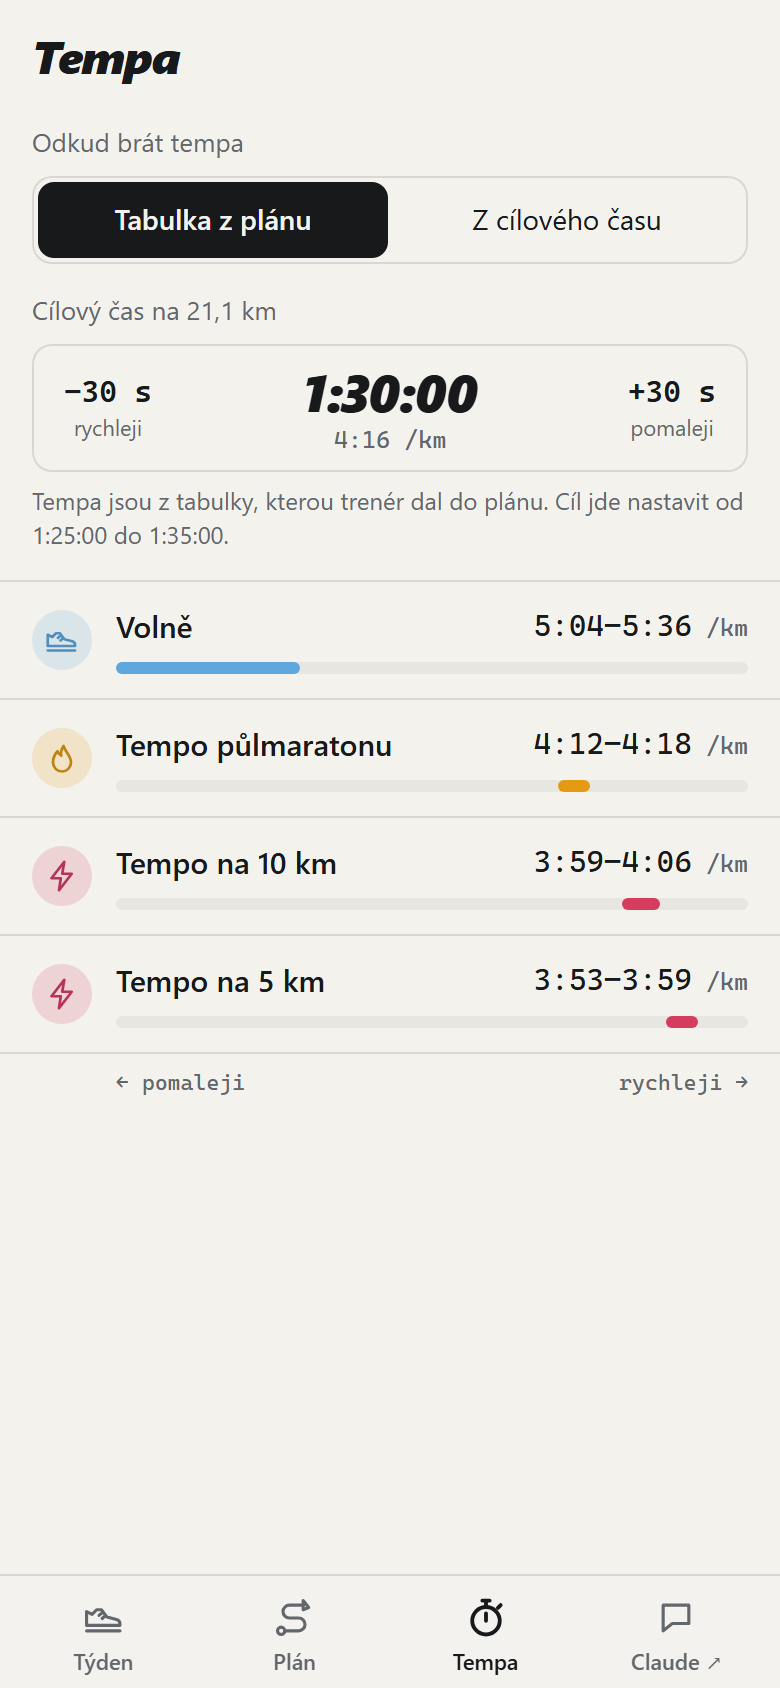 Tempa
Odkud brát tempa
Tabulka z plánu
Z cílového času
Cílový čas na 21,1 km
−30 s
rychleji
1:30:00
4:16 /km
+30 s
pomaleji
Tempa jsou z tabulky, kterou trenér dal do plánu. Cíl jde nastavit od
1:25:00 do 1:35:00.
Volně
5:04–5:36 /km
Tempo půlmaratonu
4:12–4:18 /km
Tempo na 10 km
3:59–4:06 /km
Tempo na 5 km
3:53–3:59 /km
← pomaleji
rychleji →
Týden
Plán
Tempa
Claude ↗